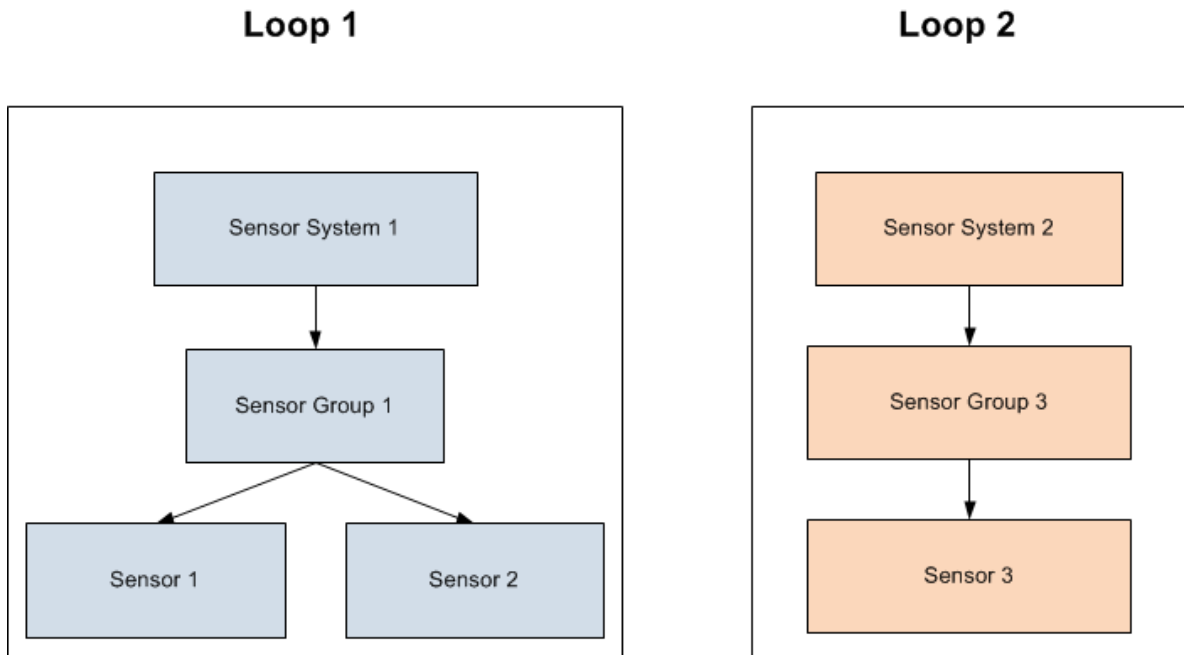 Loop 1
Loop 2
Sensor System 1
Sensor System 2
Sensor Group 1
Sensor Group 3
Sensor 1
Sensor 2
Sensor 3